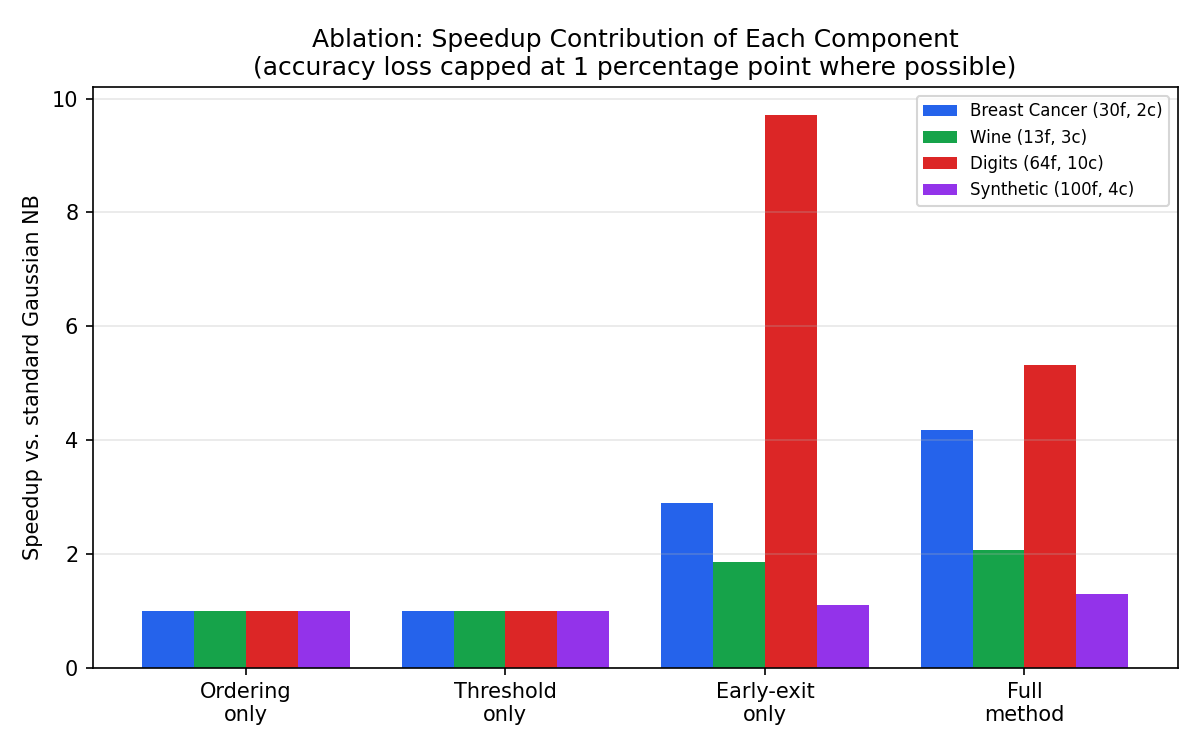 Ablation: Speedup Contribution of Each Component
(accuracy loss capped at 1 percentage point where possible)
Speedup vs. standard Gaussian NB
10
8
6
4
2
0
Breast Cancer (30f, 2c)
Wine (13f, 3c)
Digits (64f, 10c)
Synthetic (100f, 4c)
Ordering
only
Threshold
only
Early-exit
only
Full
method